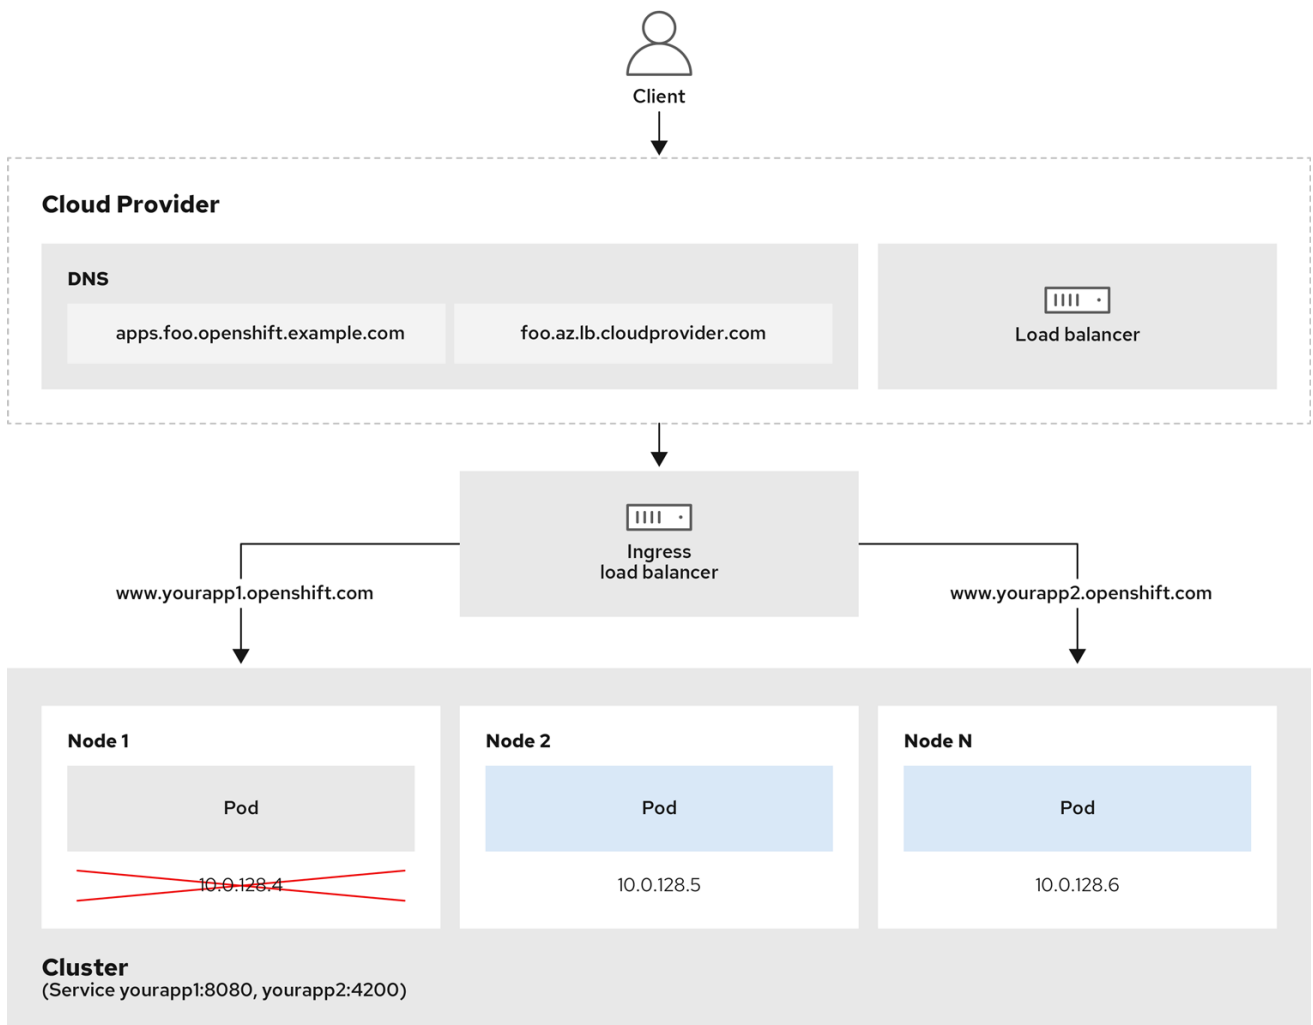 Client
Cloud Provider
DNS
apps.foo.openshift.example.com
foo.az.lb.cloudprovider.com
Load balancer
Ingress
load balancer
www.yourapp1.openshift.com
www.yourapp2.openshift.com
Node 1
Pod
10.0.128.4
Node 2
Pod
10.0.128.5
Node N
Pod
10.0.128.6
Cluster
(Service yourapp1:8080, yourapp2:4200)